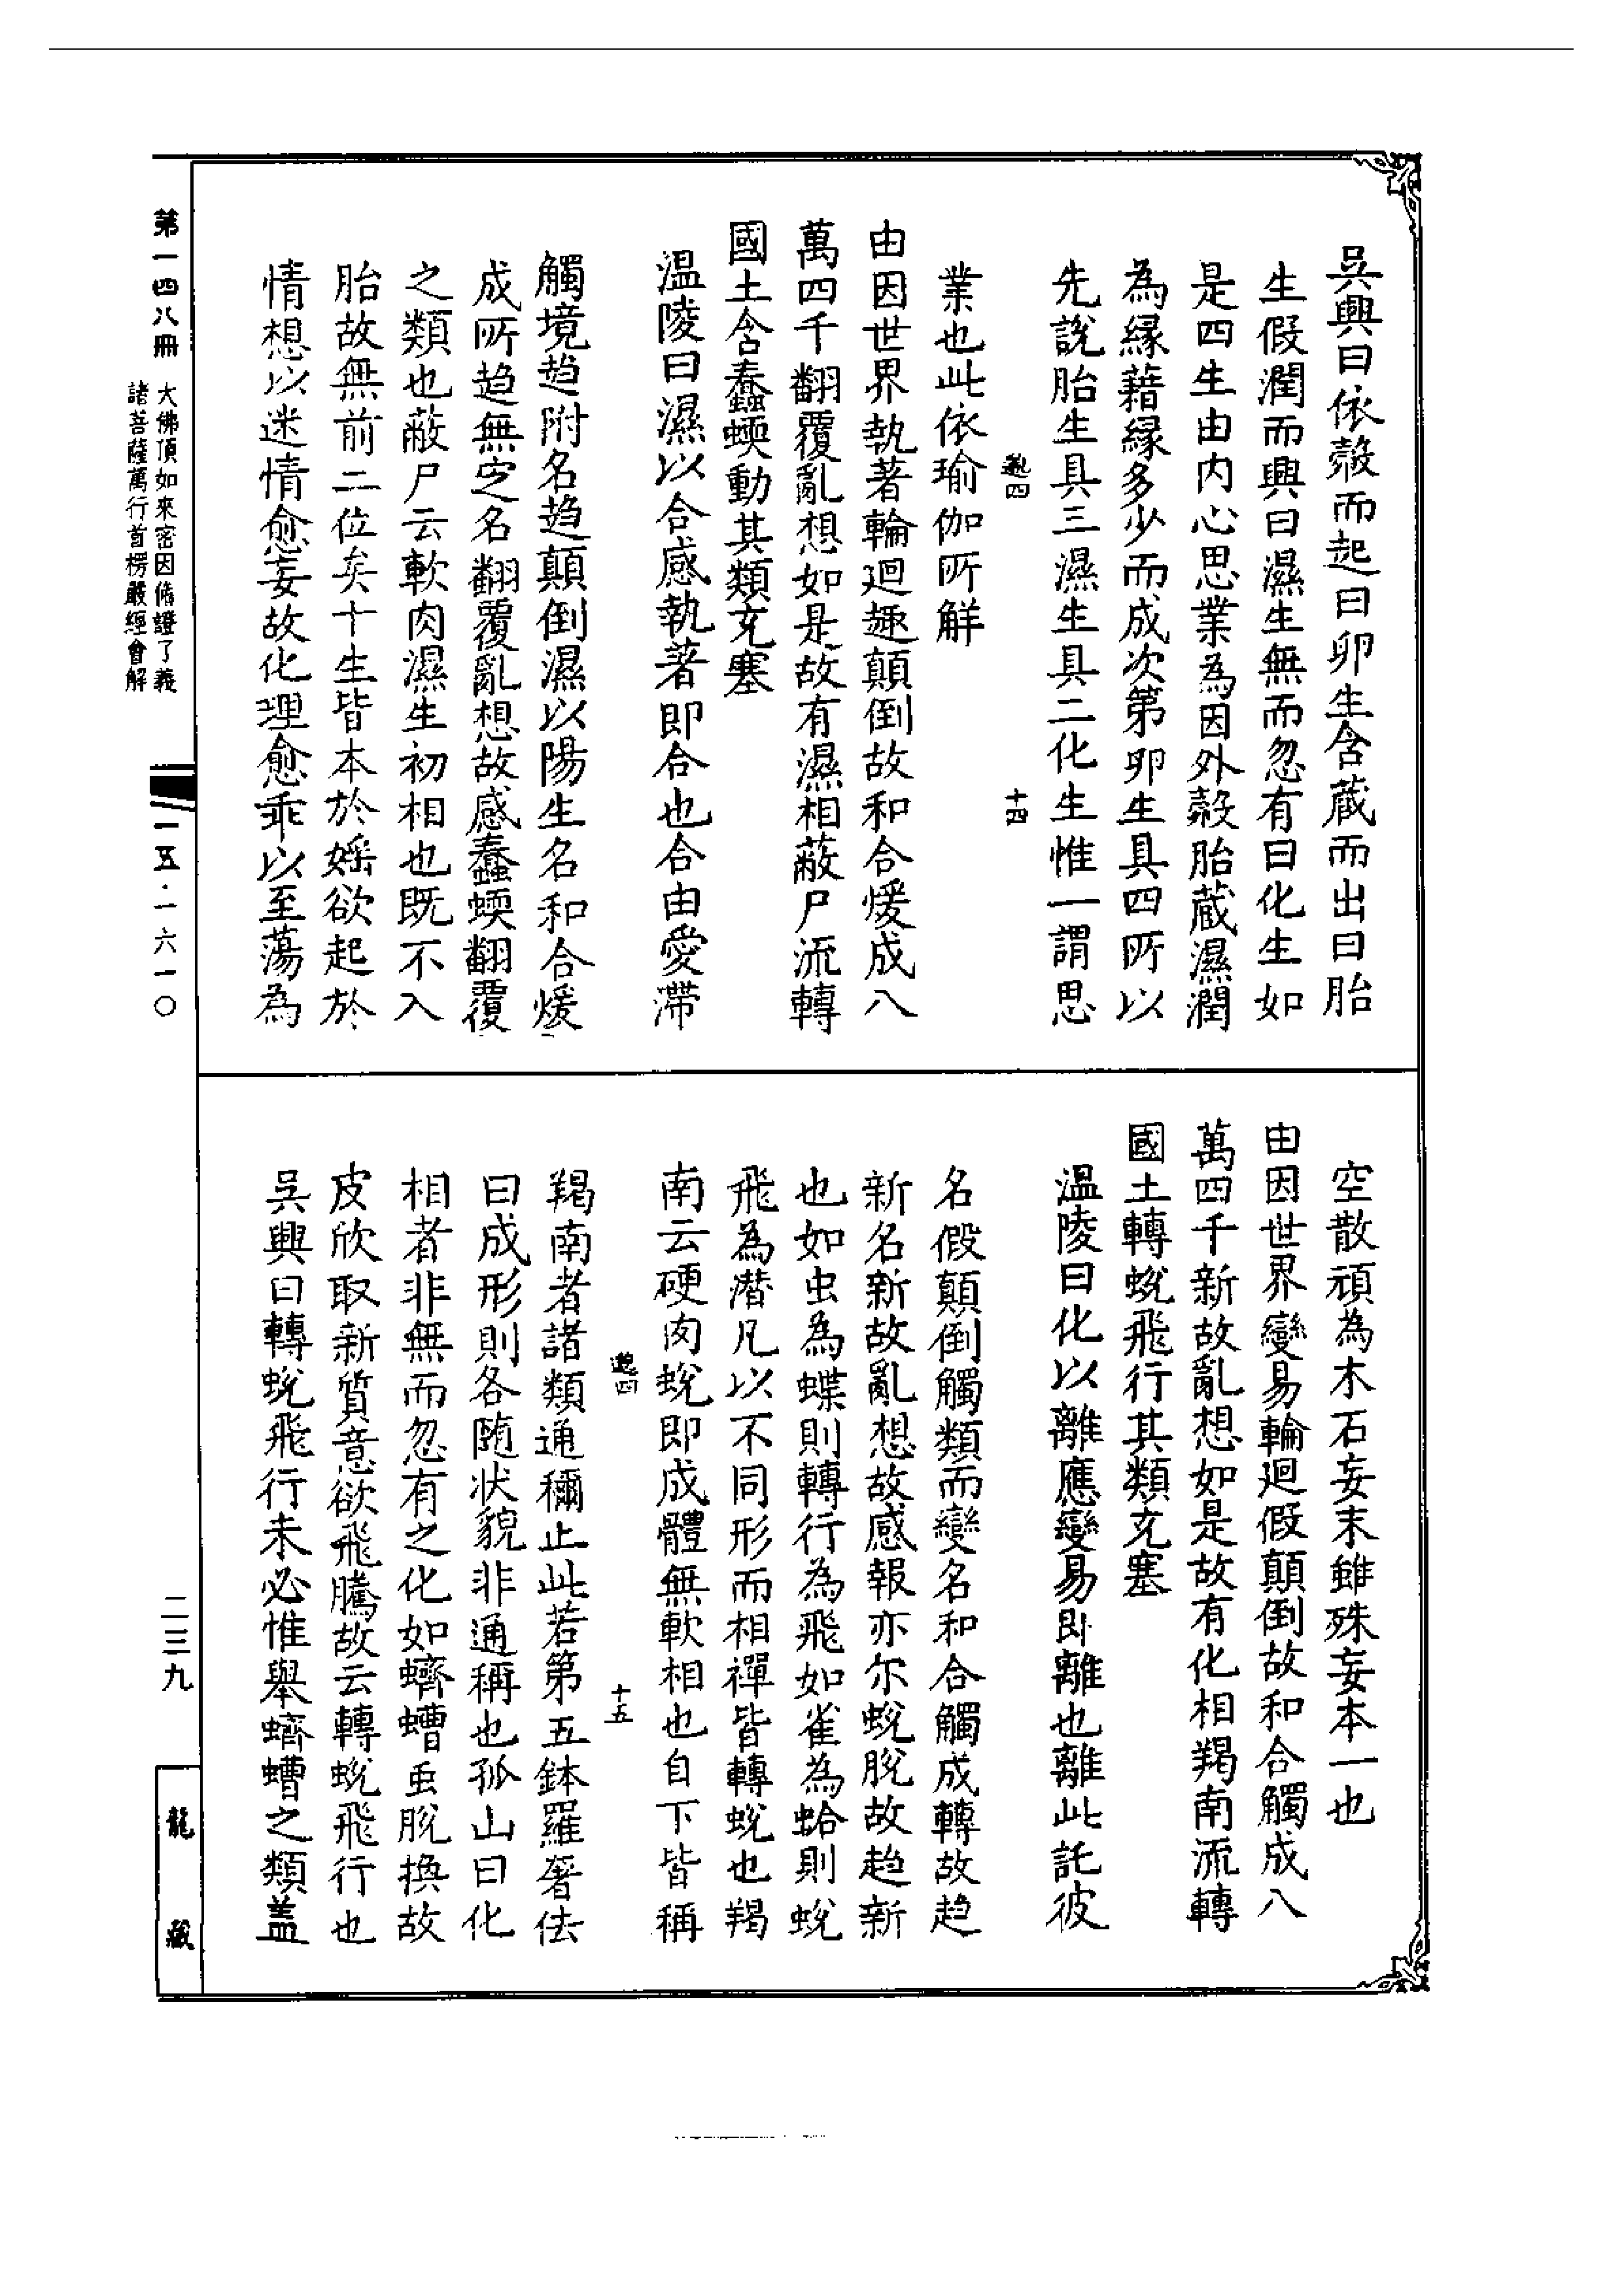 吳興曰依㲉而起曰卵生含藏而出曰胎
生假潤而興曰濕生無而忽有曰化生如
是四生由内心思業為因外㲉胎藏濕潤
為緣藉緣多少而成次第卵生具四所以
先說胎生具三濕生具二化生惟一謂思
十四
業也此依瑜伽所解
由因世界執著輪迴趣顛倒故和合煖成八
萬四千翻覆亂想如是故有濕相蔽尸流轉
國土含蠢蝡動其類充塞
溫陵曰濕以合感執著即合也合由愛滯
觸境趋附名趋顛倒濕以陽生名和合煖
成所趋無定名翻覆亂想故感蠢蝡翻覆
之類也蔽尸云軟肉濕生初相也既不入
胎故無前二位矣十生皆本於婬欲起於
情想以迷情愈妄故化理愈乖以至蕩為
空散頑為木石妄末雖殊妄本一也
由因世界變易輪迴假顛倒故和合觸成八
萬四千新故亂想如是故有化相羯南流轉
國土轉蛻飛行其類充塞
溫陵曰化以離應變易即離也離此託彼
名假顛倒觸類而變名和合觸成轉故趋
新名新故亂想故感報亦尔蛻脫故趋新
也如虫為蝶則轉行為飛如雀為蛤則蛻
飛為潛凡以不同形而相禪皆轉蛻也羯
南云硬肉蛻即成體無軟相也自下皆稱
十五
羯南者諸類通稱止此若第五鉢羅奢佉
曰成形則各随状貌非通稱也孤山曰化
相者非無而忽有之化如蠐螬虫脫換故
皮欣取新質意欲飛騰故云轉蛻飛行也
吳興曰轉蛻飛行未必惟舉蠐螬之類盖
第一四八冊
大佛頂如來密因脩證了義
諸菩薩萬行首楞嚴經會解
一五·一六一〇
二三九
龍藏